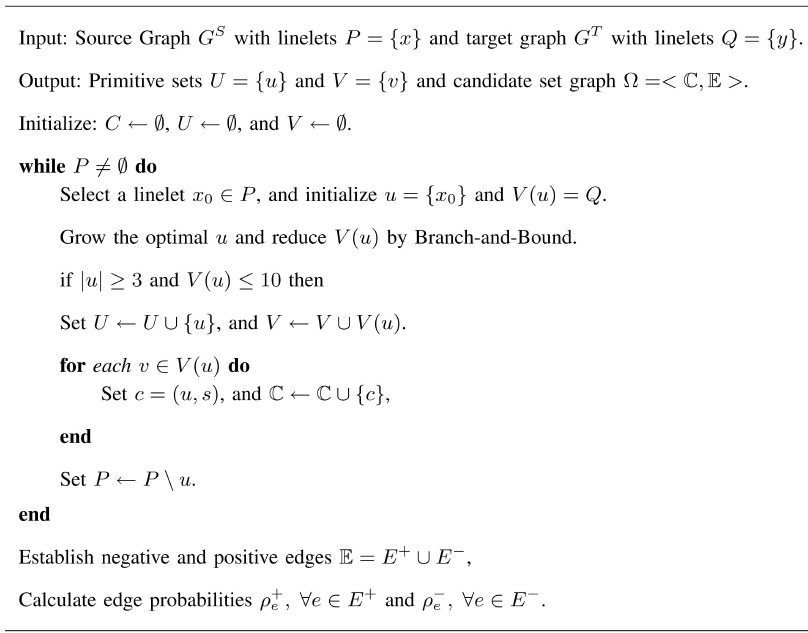 Input: Source Graph G^S with linelets P = {x} and target graph G^T with linelets Q = {y}.
Output: Primitive sets U = {u} and V = {v} and candidate set graph Ω =< ℂ, 𝔼 >.
Initialize: C ← ∅, U ← ∅, and V ← ∅.
while P ≠ ∅ do
Select a linelet x₀ ∈ P, and initialize u = {x₀} and V(u) = Q.
Grow the optimal u and reduce V(u) by Branch-and-Bound.
if |u| ≥ 3 and V(u) ≤ 10 then
Set U ← U ∪ {u}, and V ← V ∪ V(u).
for each v ∈ V(u) do
Set c = (u, s), and ℂ ← ℂ ∪ {c},
end
Set P ← P \ u.
end
Establish negative and positive edges 𝔼 = E⁺ ∪ E⁻,
Calculate edge probabilities ρ_e⁺, ∀e ∈ E⁺ and ρ_e⁻, ∀e ∈ E⁻.